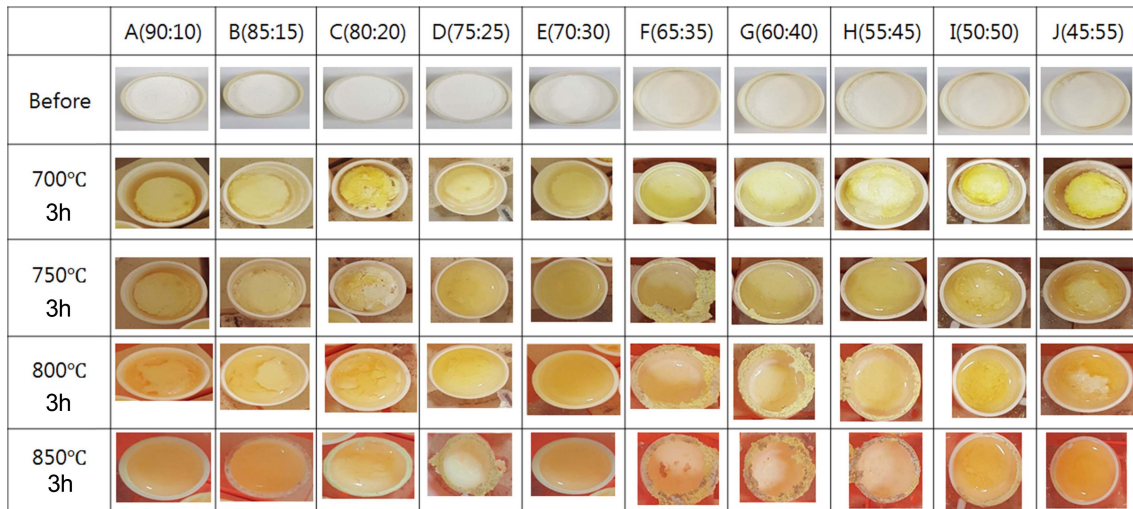 A(90:10) B(85:15) C(80:20) D(75:25) E(70:30) F(65:35) G(60:40) H(55:45) I(50:50) J(45:55)
Before
700℃
3h
750℃
3h
800℃
3h
850℃
3h